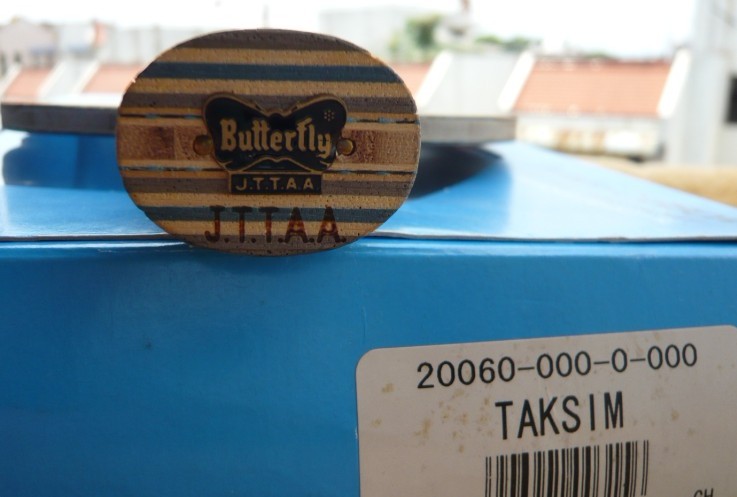 Butterfly
J.T.T.A.A
J.T.T.A.A.
20060-000-0-000
TAKSIM